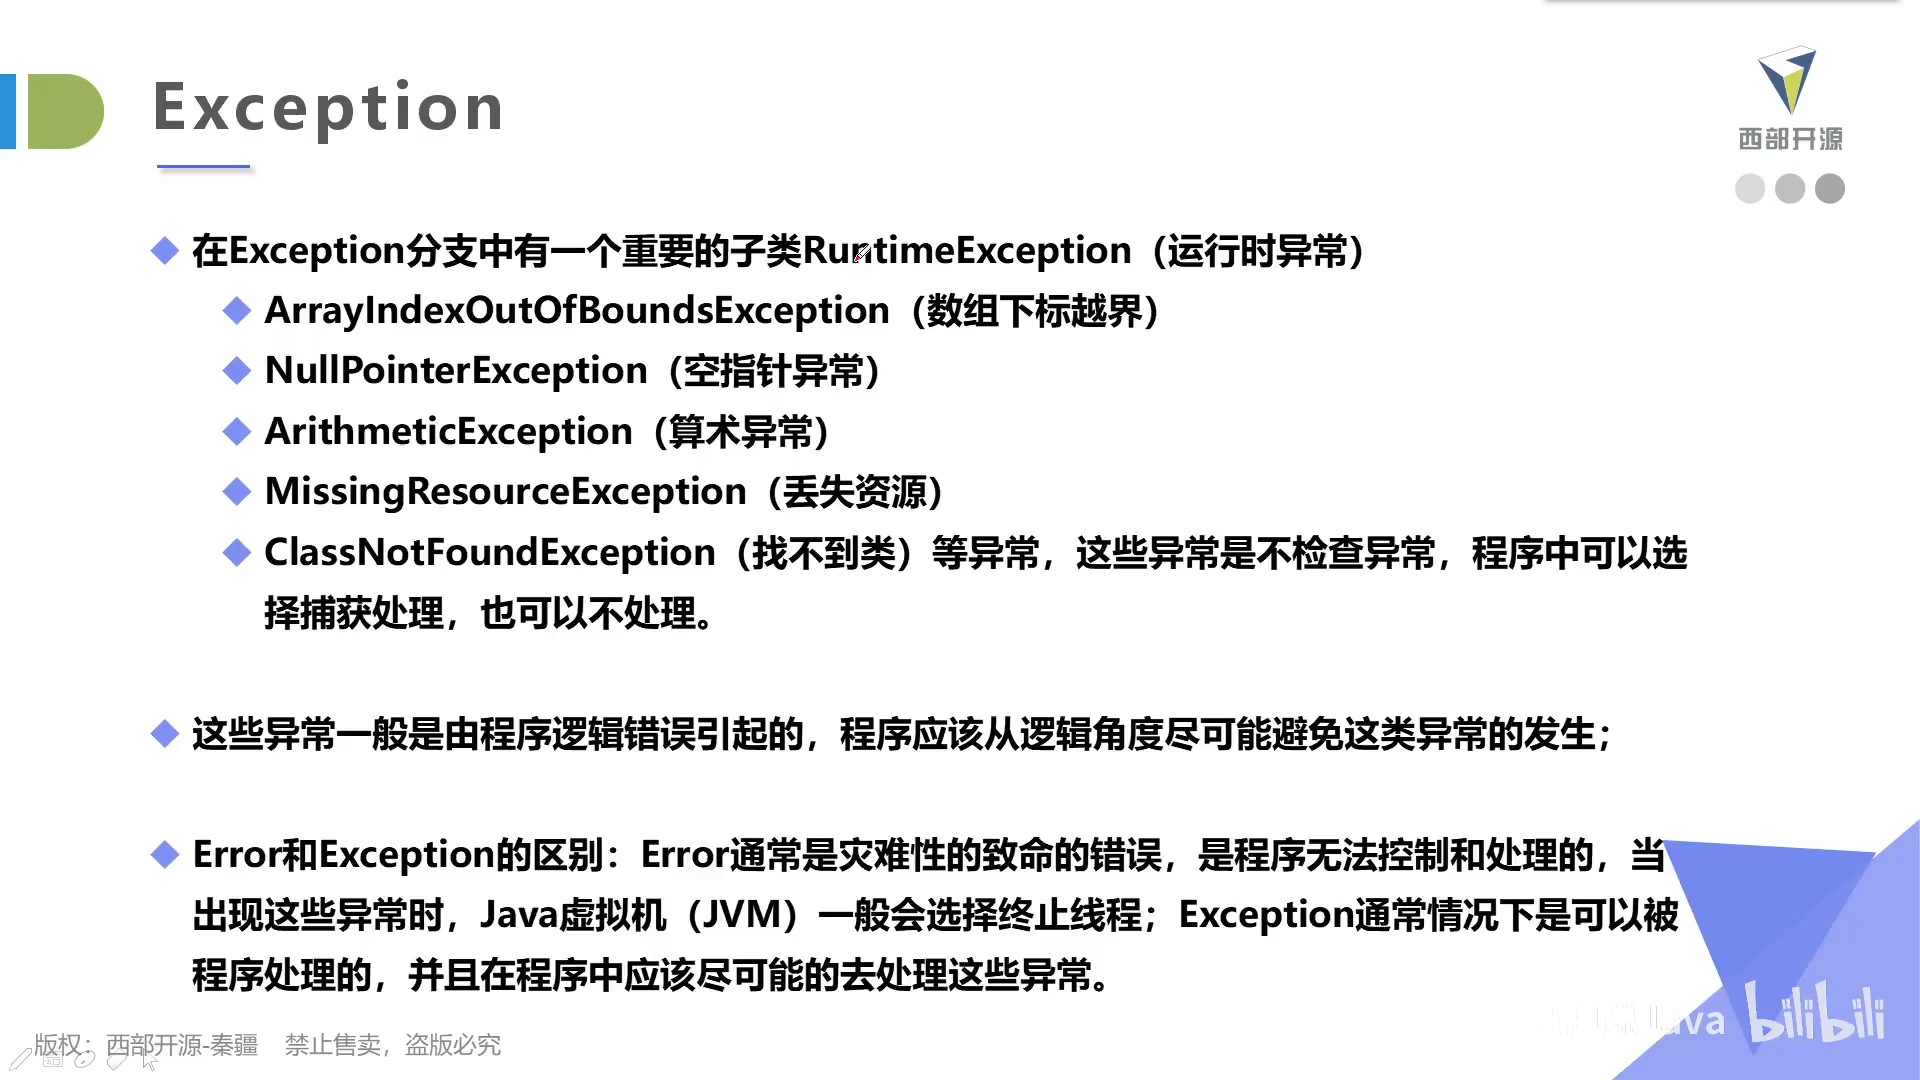 Exception
西部开源
在Exception分支中有一个重要的子类RuntimeException（运行时异常）
ArrayIndexOutOfBoundsException（数组下标越界）
NullPointerException（空指针异常）
ArithmeticException（算术异常）
MissingResourceException（丢失资源）
ClassNotFoundException（找不到类）等异常，这些异常是不检查异常，程序中可以选
择捕获处理，也可以不处理。
这些异常一般是由程序逻辑错误引起的，程序应该从逻辑角度尽可能避免这类异常的发生；
Error和Exception的区别：Error通常是灾难性的致命的错误，是程序无法控制和处理的，当
出现这些异常时，Java虚拟机（JVM）一般会选择终止线程；Exception通常情况下是可以被
程序处理的，并且在程序中应该尽可能的去处理这些异常。
Java bilibili
版权：西部开源-秦疆 禁止售卖，盗版必究